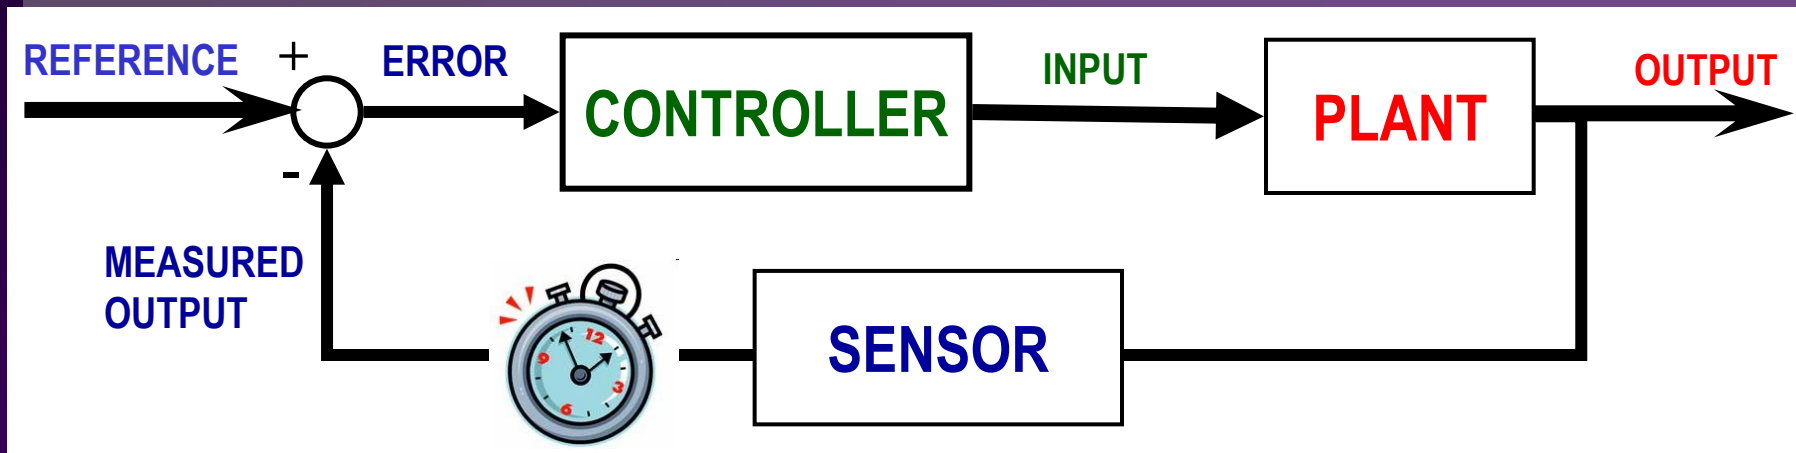 REFERENCE
+
ERROR
CONTROLLER
INPUT
PLANT
OUTPUT
-
MEASURED
OUTPUT
12
9
3
6
SENSOR